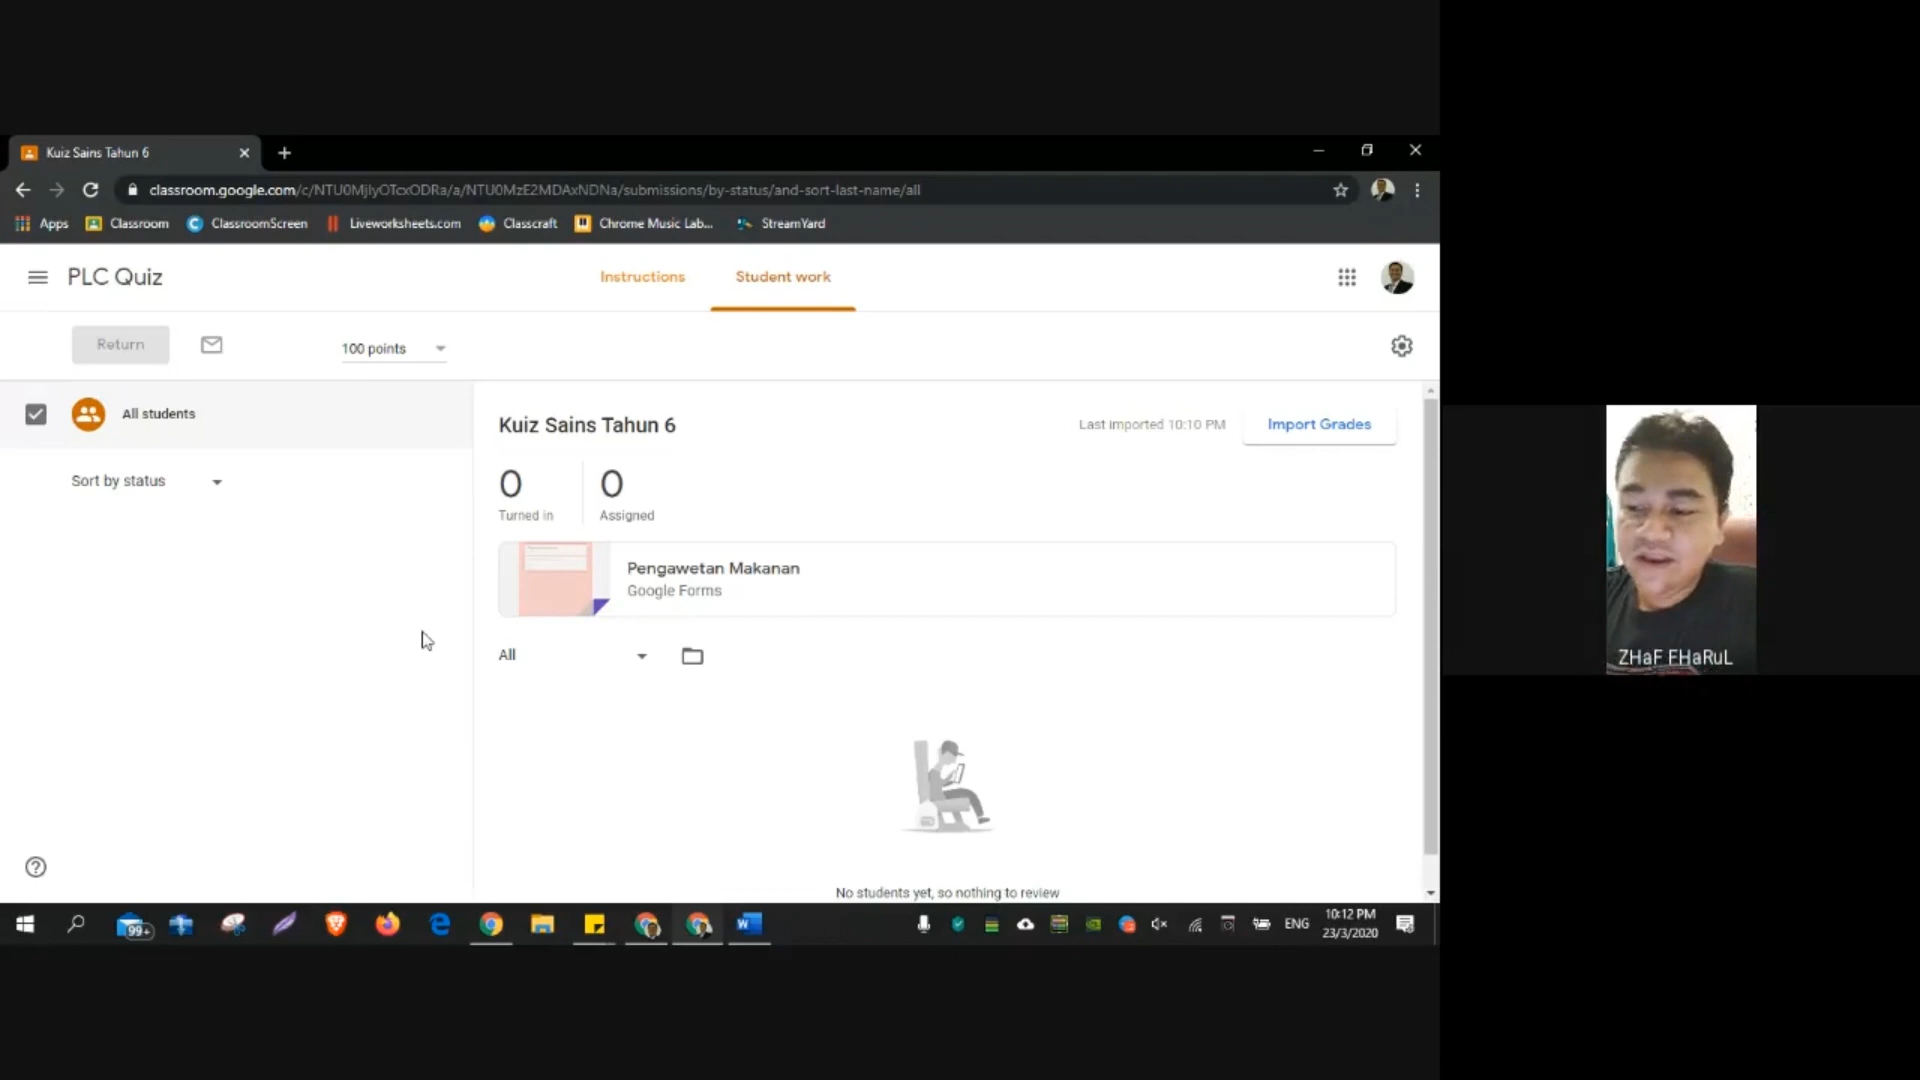 Kuiz Sains Tahun 6
classroom.google.com/c/NTU0MjIyOTcxODRa/a/NTU0MzE2MDAxNDNa/submissions/by-status/and-sort-last-name/all
Apps Classroom ClassroomScreen Liveworksheets.com Classcraft Chrome Music Lab... StreamYard
PLC Quiz Instructions Student work
Return 100 points
All students
Kuiz Sains Tahun 6 Last imported 10:10 PM Import Grades
Sort by status
0 0
Turned in Assigned
Pengawetan Makanan
Google Forms
All
ZHaF FHaRuL
No students yet, so nothing to review
99+ ENG 10:12 PM
23/3/2020